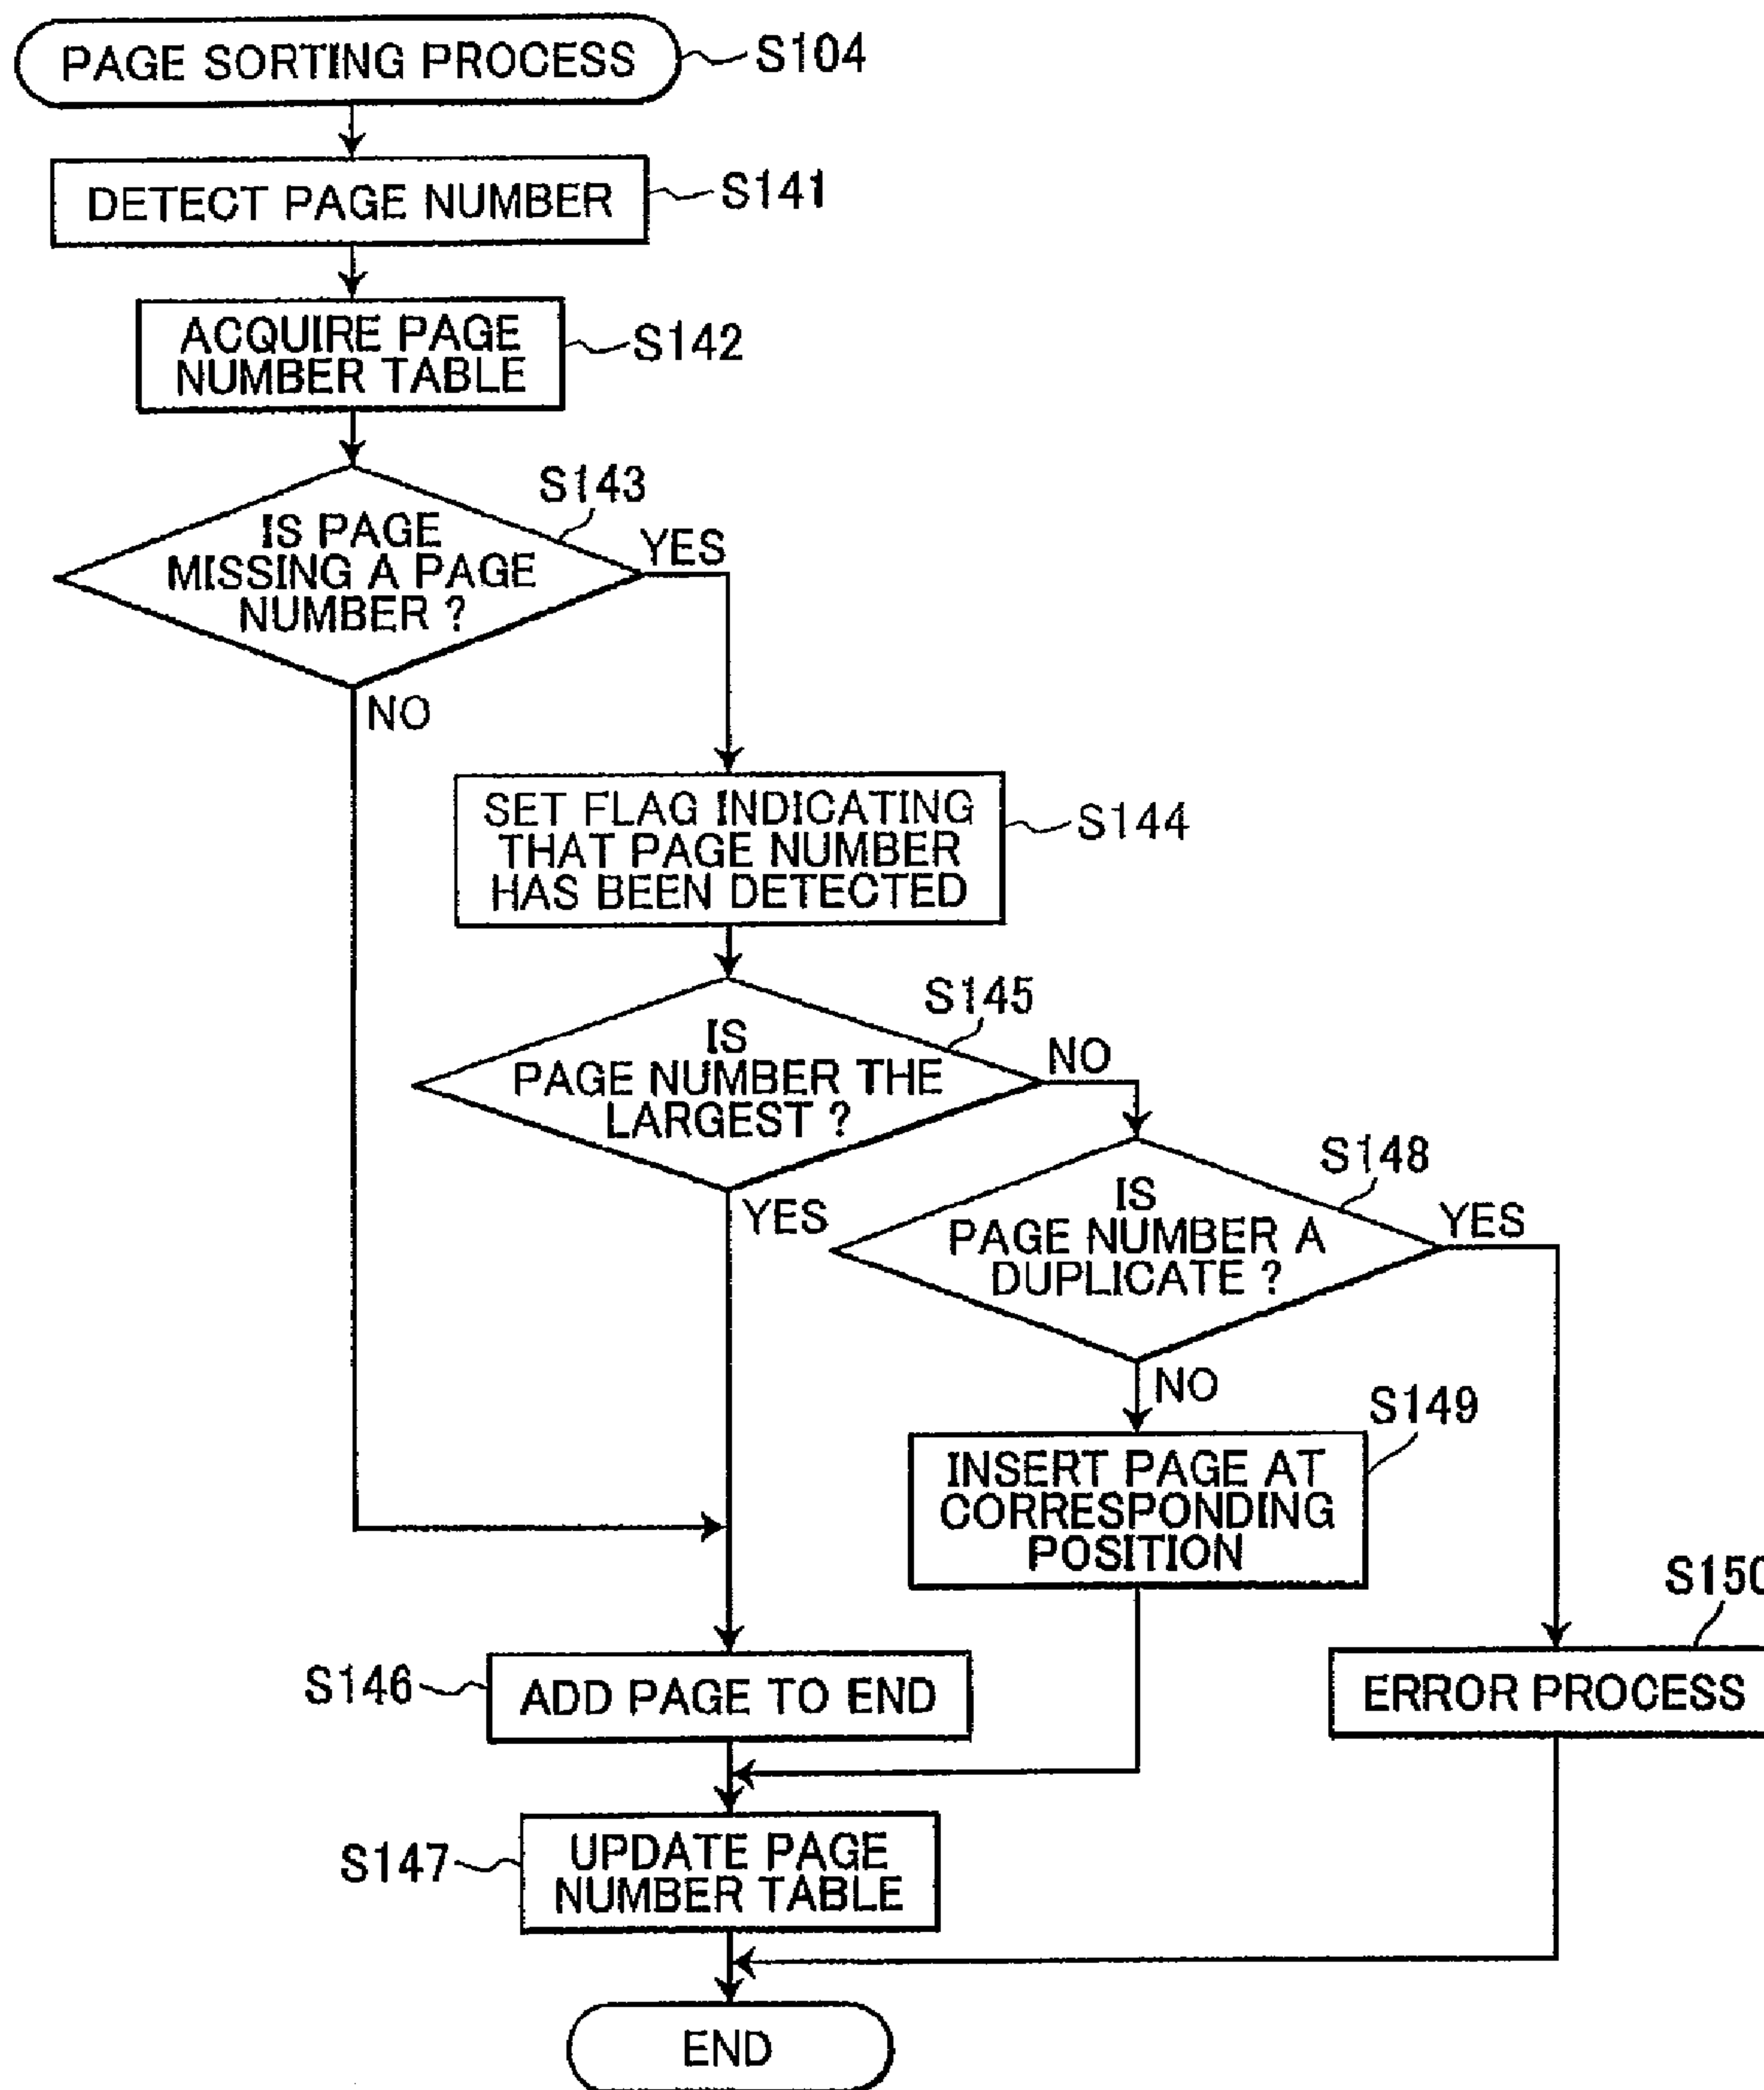 PAGE SORTING PROCESS
S104
DETECT PAGE NUMBER
S141
ACQUIRE PAGE
NUMBER TABLE
S142
S143
IS PAGE
MISSING A PAGE
NUMBER ?
YES
NO
SET FLAG INDICATING
THAT PAGE NUMBER
HAS BEEN DETECTED
S144
S145
IS
PAGE NUMBER THE
LARGEST ?
NO
YES
S148
IS
PAGE NUMBER A
DUPLICATE ?
YES
NO
S149
INSERT PAGE AT
CORRESPONDING
POSITION
S150
S146
ADD PAGE TO END
ERROR PROCESS
S147
UPDATE PAGE
NUMBER TABLE
END